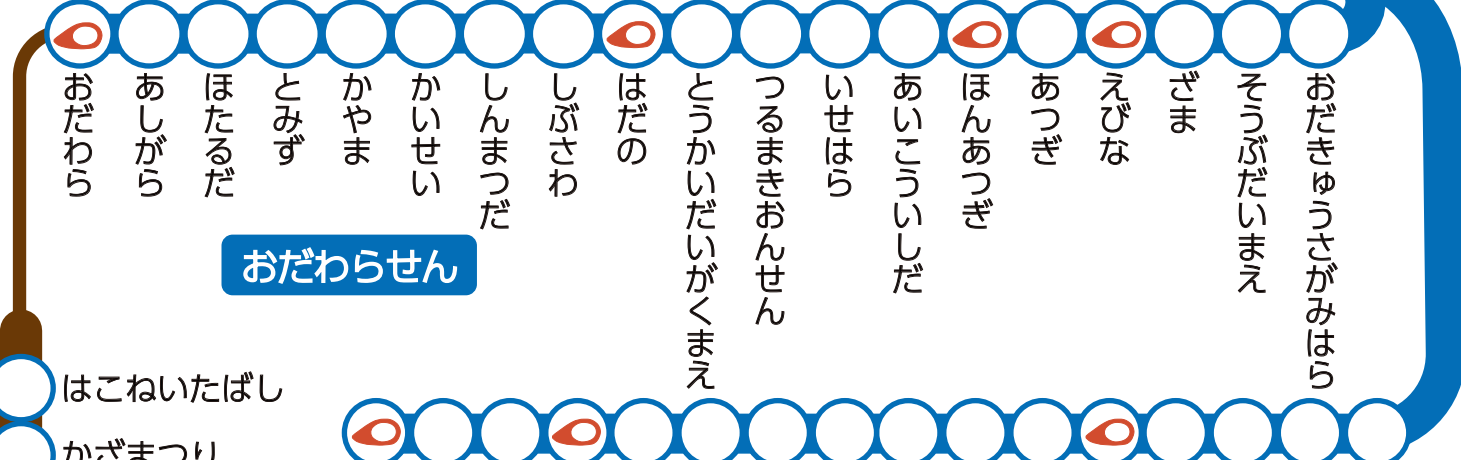 おだわら
あしがら
ほたるだ
とみず
かやま
かいせい
しんまつだ
しぶさわ
はだの
とうかいだいがくまえ
つるまきおんせん
いせはら
あいこういしだ
ほんあつぎ
あつぎ
えびな
ざま
そうぶだいまえ
おだきゅうさがみはら
おだわらせん
はこねいたばし
かざまつり